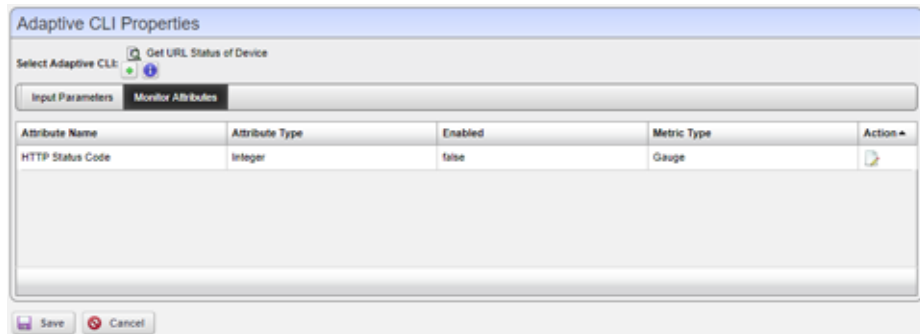 Adaptive CLI Properties
Get URL Status of Device
Select Adaptive CLI:
Input Parameters Monitor Attributes
Attribute Name Attribute Type Enabled Metric Type Action
HTTP Status Code Integer false Gauge
Save Cancel